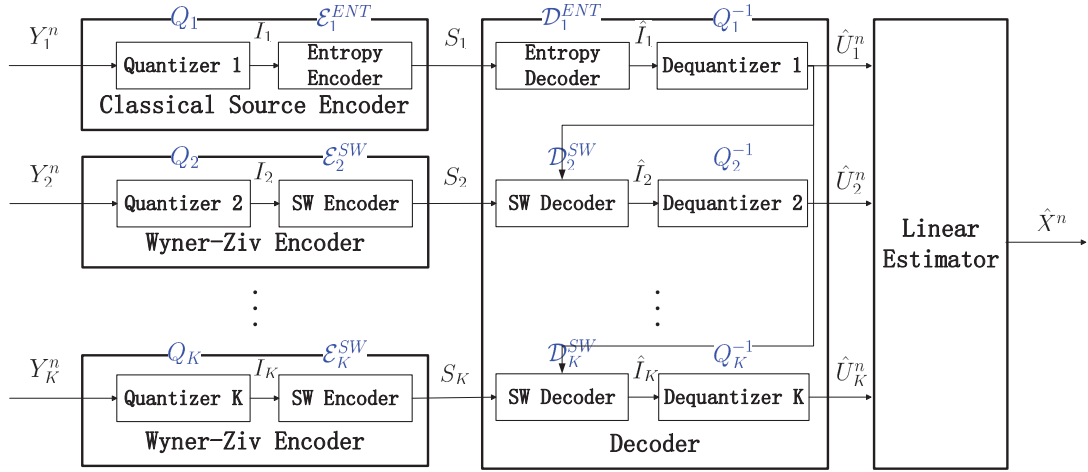 Q_1 \mathcal{E}_1^{ENT} \mathcal{D}_1^{ENT} Q_1^{-1}
Y_1^n I_1 S_1 \hat{I}_1 \hat{U}_1^n
Quantizer 1
Entropy Encoder
Entropy Decoder
Dequantizer 1
Classical Source Encoder
Q_2 \mathcal{E}_2^{SW} \mathcal{D}_2^{SW} Q_2^{-1}
Y_2^n I_2 S_2 \hat{I}_2 \hat{U}_2^n
Quantizer 2
SW Encoder
SW Decoder
Dequantizer 2
Wyner-Ziv Encoder
Linear Estimator
\hat{X}^n
Q_K \mathcal{E}_K^{SW} \mathcal{D}_K^{SW} Q_K^{-1}
Y_K^n I_K S_K \hat{I}_K \hat{U}_K^n
Quantizer K
SW Encoder
SW Decoder
Dequantizer K
Wyner-Ziv Encoder
Decoder